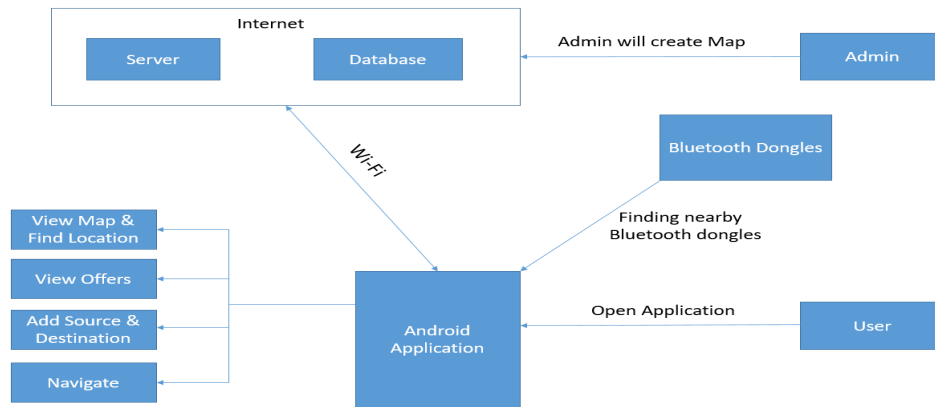 Internet
Server
Database
Admin will create Map
Admin
Wi-Fi
Bluetooth Dongles
Finding nearby
Bluetooth dongles
View Map &
Find Location
View Offers
Add Source &
Destination
Navigate
Android
Application
Open Application
User